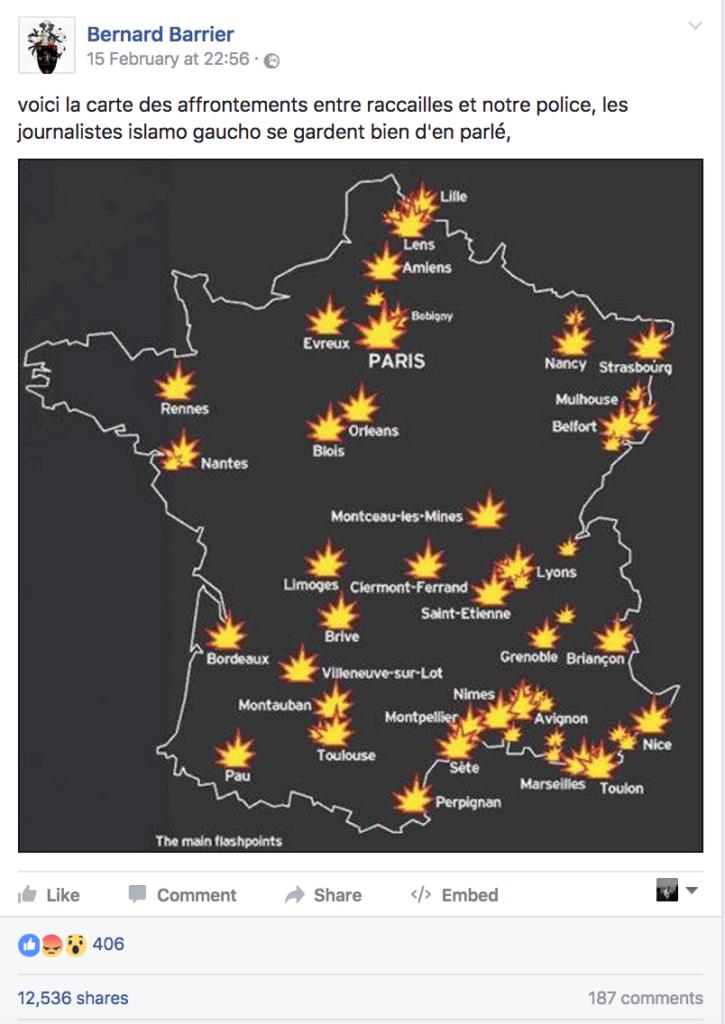 Bernard Barrier
15 February at 22:56 ·
voici la carte des affrontements entre raccailles et notre police, les
journalistes islamo gaucho se gardent bien d'en parlé,
Lille
Lens
Amiens
Bobigny
Evreux
PARIS
Nancy Strasbourg
Mulhouse
Rennes
Belfort
Orleans
Blois
Nantes
Montceau-les-Mines
Lyons
Limoges Clermont-Ferrand
Saint-Etienne
Brive
Bordeaux
Grenoble Briançon
Villeneuve-sur-Lot
Nimes
Montauban
Montpellier
Avignon
Nice
Toulouse
Sète
Pau
Marseilles Toulon
Perpignan
The main flashpoints
Like Comment Share </> Embed
406
12,536 shares 187 comments